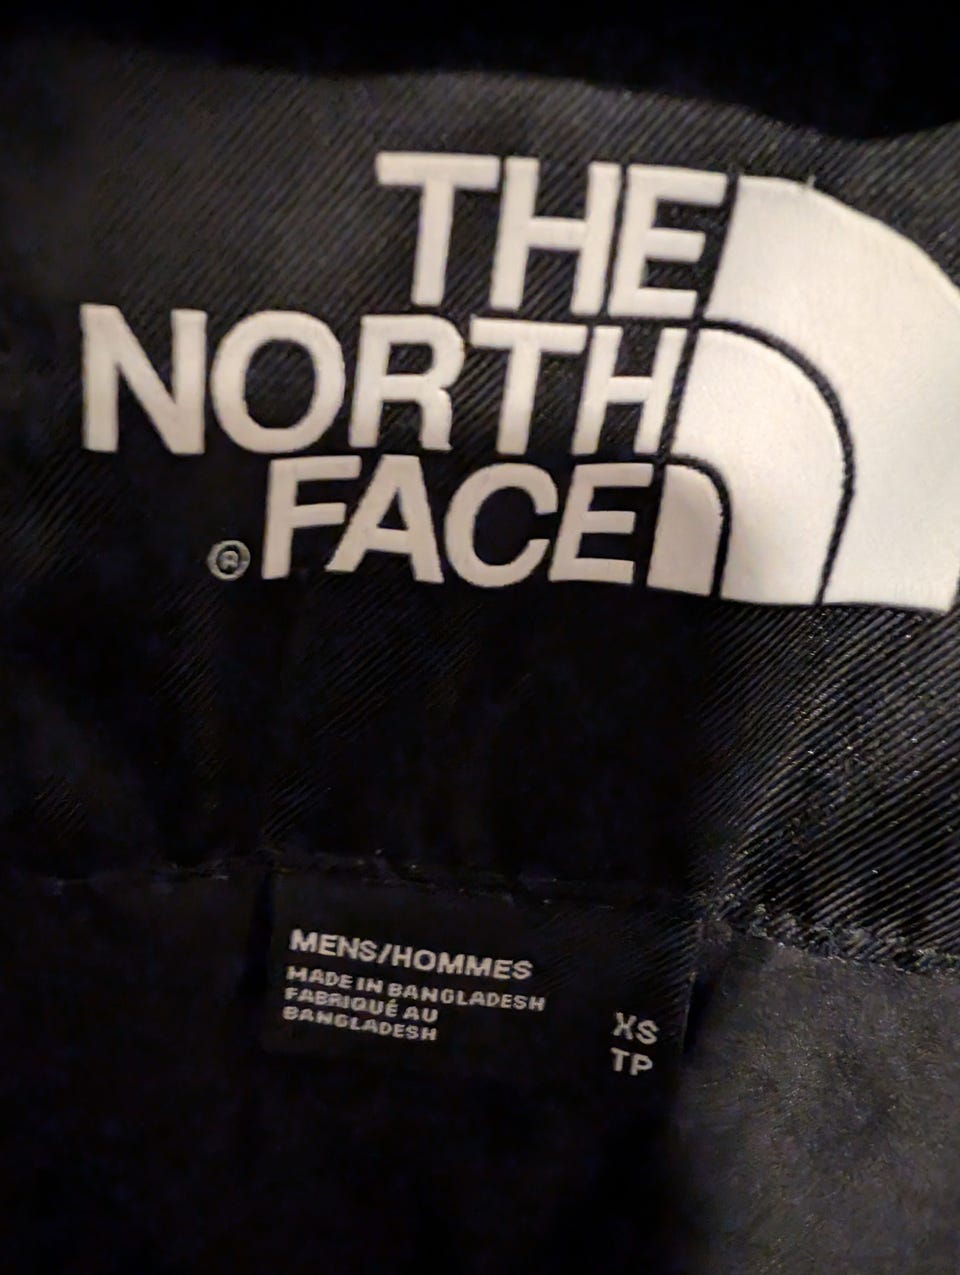 THE
NORTH
FACE
®
MENS/HOMMES
MADE IN BANGLADESH
FABRIQUÉ AU
BANGLADESH
XS
TP